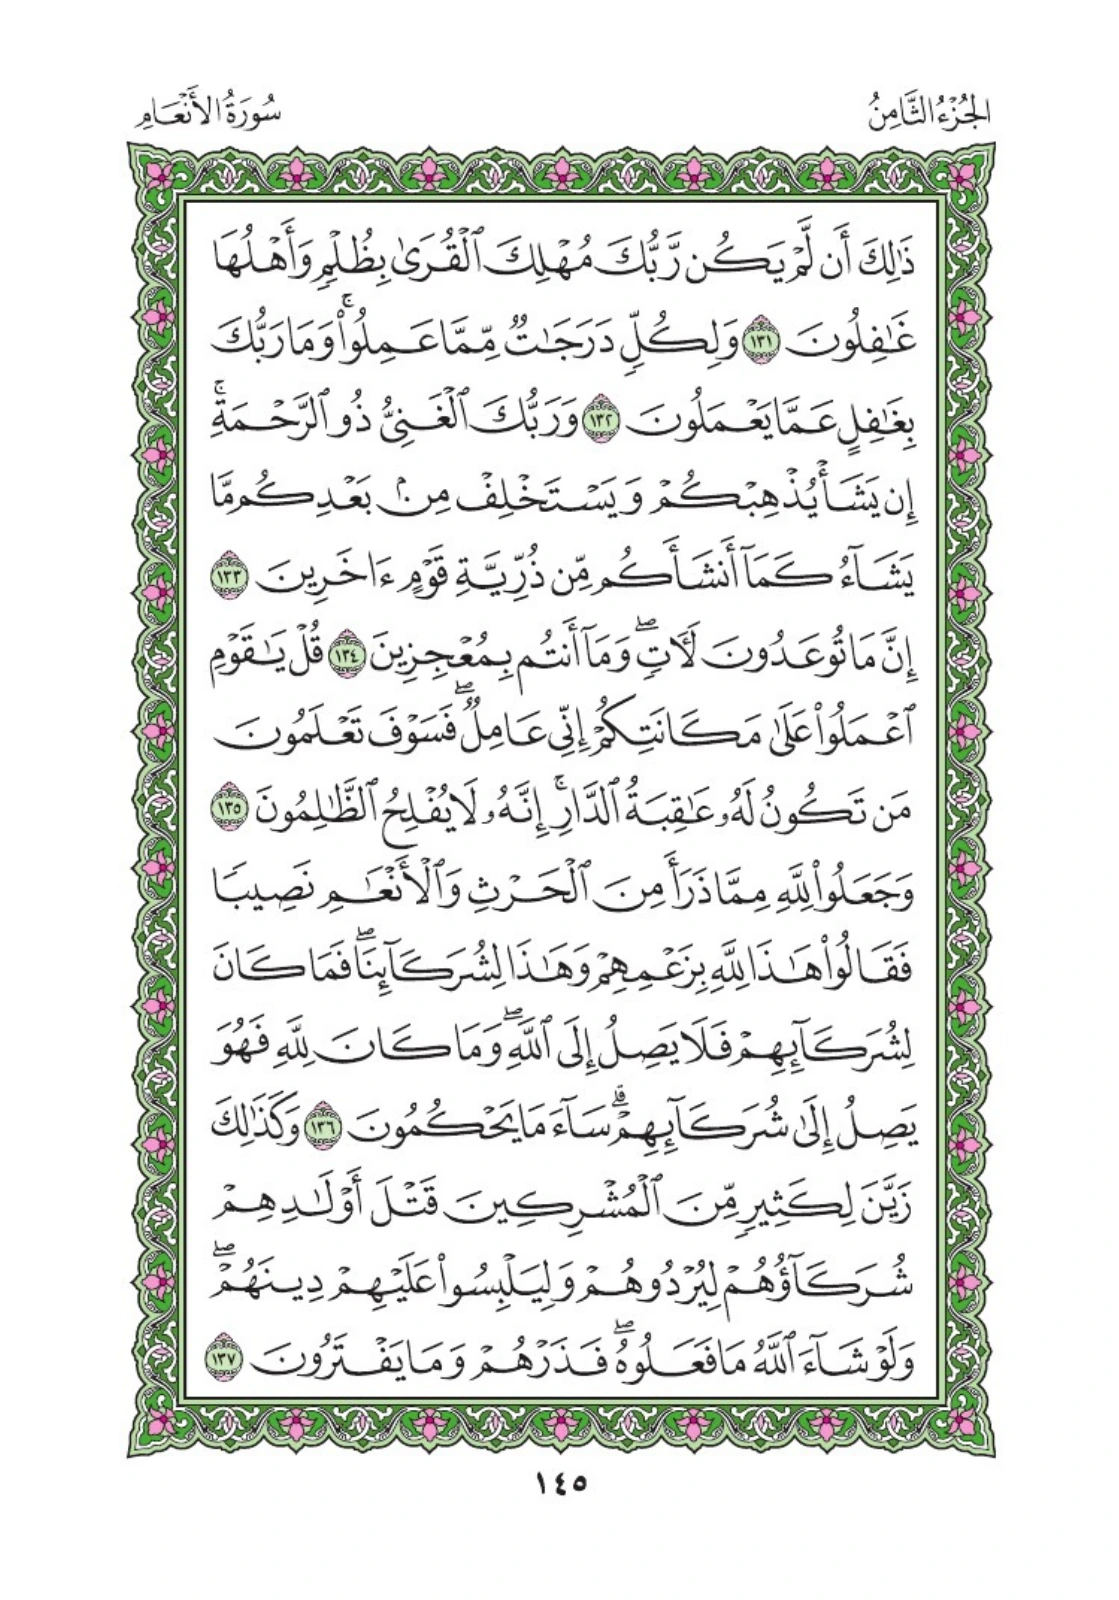 الجُزْءُ الثَّامِنُ
سُورَةُ الأَنْعَامِ
ذَٰلِكَ أَن لَّمْ يَكُن رَّبُّكَ مُهْلِكَ ٱلْقُرَىٰ بِظُلْمٍ وَأَهْلُهَا
غَٰفِلُونَ ١٣١ وَلِكُلٍّ دَرَجَٰتٌ مِّمَّا عَمِلُوا۟ ۚ وَمَا رَبُّكَ
بِغَٰفِلٍ عَمَّا يَعْمَلُونَ ١٣٢ وَرَبُّكَ ٱلْغَنِىُّ ذُو ٱلرَّحْمَةِ ۚ
إِن يَشَأْ يُذْهِبْكُمْ وَيَسْتَخْلِفْ مِنۢ بَعْدِكُم مَّا
يَشَآءُ كَمَآ أَنشَأَكُم مِّن ذُرِّيَّةِ قَوْمٍ ءَاخَرِينَ ١٣٣
إِنَّ مَا تُوعَدُونَ لَءَاتٍ ۖ وَمَآ أَنتُم بِمُعْجِزِينَ ١٣٤ قُلْ يَٰقَوْمِ
ٱعْمَلُوا۟ عَلَىٰ مَكَانَتِكُمْ إِنِّى عَامِلٌ ۖ فَسَوْفَ تَعْلَمُونَ
مَن تَكُونُ لَهُۥ عَٰقِبَةُ ٱلدَّارِ ۚ إِنَّهُۥ لَا يُفْلِحُ ٱلظَّٰلِمُونَ ١٣٥
وَجَعَلُوا۟ لِلَّهِ مِمَّا ذَرَأَ مِنَ ٱلْحَرْثِ وَٱلْأَنْعَٰمِ نَصِيبًا
فَقَالُوا۟ هَٰذَا لِلَّهِ بِزَعْمِهِمْ وَهَٰذَا لِشُرَكَآئِنَا ۖ فَمَا كَانَ
لِشُرَكَآئِهِمْ فَلَا يَصِلُ إِلَى ٱللَّهِ ۖ وَمَا كَانَ لِلَّهِ فَهُوَ
يَصِلُ إِلَىٰ شُرَكَآئِهِمْ ۗ سَآءَ مَا يَحْكُمُونَ ١٣٦ وَكَذَٰلِكَ
زَيَّنَ لِكَثِيرٍ مِّنَ ٱلْمُشْرِكِينَ قَتْلَ أَوْلَٰدِهِمْ
شُرَكَآؤُهُمْ لِيُرْدُوهُمْ وَلِيَلْبِسُوا۟ عَلَيْهِمْ دِينَهُمْ ۖ
وَلَوْ شَآءَ ٱللَّهُ مَا فَعَلُوهُ ۖ فَذَرْهُمْ وَمَا يَفْتَرُونَ ١٣٧
١٤٥